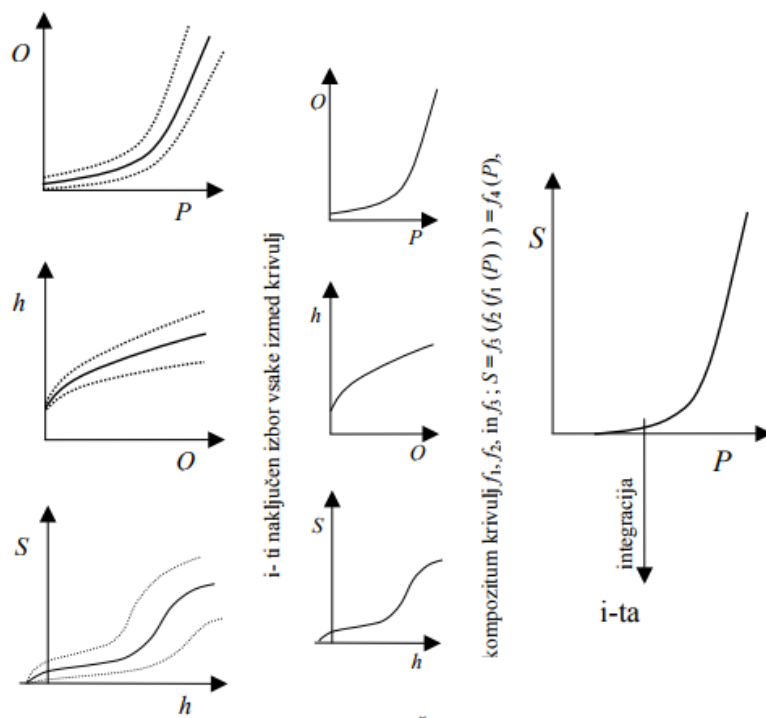 O
P
h
O
S
h
i- ti naključen izbor vsake izmed krivulj
O
P
h
O
S
h
kompozitum krivulj f₁, f₂, in f₃ ; S = f₃ (f₂ (f₁ (P) ) ) = f₄ (P),
S
P
integracija
i-ta